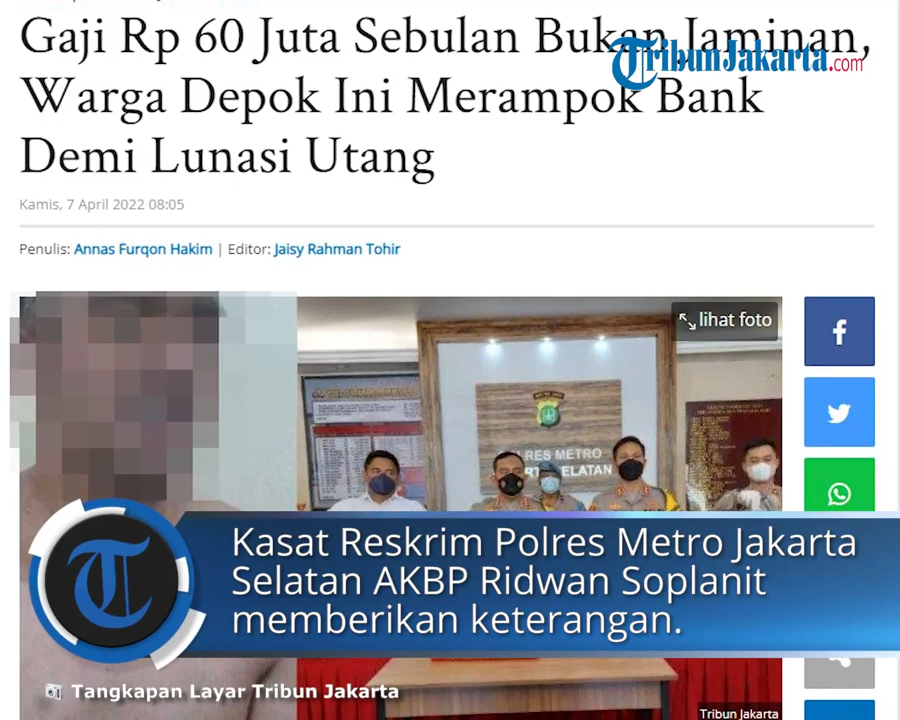 Gaji Rp 60 Juta Sebulan Bukan Jaminan,
TribunJakarta.com
Warga Depok Ini Merampok Bank
Demi Lunasi Utang
Kamis, 7 April 2022 08:05
Penulis: Annas Furqon Hakim | Editor: Jaisy Rahman Tohir
lihat foto
RES METRO
SELATAN
Kasat Reskrim Polres Metro Jakarta
Selatan AKBP Ridwan Soplanit
memberikan keterangan.
Tangkapan Layar Tribun Jakarta
Tribun Jakarta